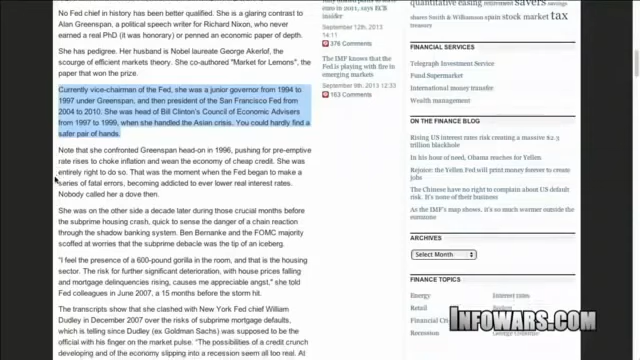 No Fed chief in history has been better qualified. She is a glaring contrast to
Alan Greenspan, a political speech writer for Richard Nixon, who never
earned a real PhD (it was honorary) or penned an economic paper of depth.
She has pedigree. Her husband is Nobel laureate George Akerlof, the
scourge of efficient markets theory. She co-authored "Market for Lemons", the
paper that won the prize.
Currently vice-chairman of the Fed, she was a junior governor from 1994 to
1997 under Greenspan, and then president of the San Francisco Fed from
2004 to 2010. She was head of Bill Clinton's Council of Economic Advisers
from 1997 to 1999, when she handled the Asian crisis. You could hardly find a
safer pair of hands.
Note that she confronted Greenspan head-on in 1996, pushing for pre-emptive
rate rises to choke inflation and wean the economy of cheap credit. She was
entirely right to do so. That was the moment when the Fed began to make a
series of fatal errors, becoming addicted to ever lower real interest rates.
Nobody called her a dove then.
She was on the other side a decade later during those crucial months before
the subprime housing crash, quick to sense the danger of a chain reaction
through the shadow banking system. Ben Bernanke and the FOMC majority
scoffed at worries that the subprime debacle was the tip of an iceberg.
"I feel the presence of a 600-pound gorilla in the room, and that is the housing
sector. The risk for further significant deterioration, with house prices falling
and mortgage delinquencies rising, causes me appreciable angst," she told
Fed colleagues in June 2007, a 15 months before the storm hit.
The transcripts show that she clashed with New York Fed chief William
Dudley in December 2007 over the risks of subprime mortgage defaults,
which is telling since Dudley (ex Goldman Sachs) was supposed to be the
official with his finger on the market pulse. "The possibilities of a credit crunch
developing and of the economy slipping into a recession seem all too real. At
euro in 2011, says ECB
insider
September 12th, 2013
14:11
376 Comments
The IMF knows that the
Fed is playing with fire in
emerging markets
September 12th, 2013
163 Comments
quantitative easing retirement savers savings
shares Smith & Williamson spain stock market tax
treasury
FINANCIAL SERVICES
Telegraph Investment Service
Fund Supermarket
International money transfers
Wealth management
ON THE FINANCE BLOG
Rising US interest rates risk creating a massive $2.3
trillion blackhole
In his hour of need, Obama reaches for Yellen
Rejoice: the Yellen Fed will print money forever to create
jobs
The Chinese have no right to complain about US default
risks. It's none of their business
As the IMF's map shows, it's so much warmer outside the
eurozone
ARCHIVES
Select Month
FINANCE TOPICS
Energy
Interest rates
Retail
Financial Crisis
Recession
George Osborne
INFOWARS.COM